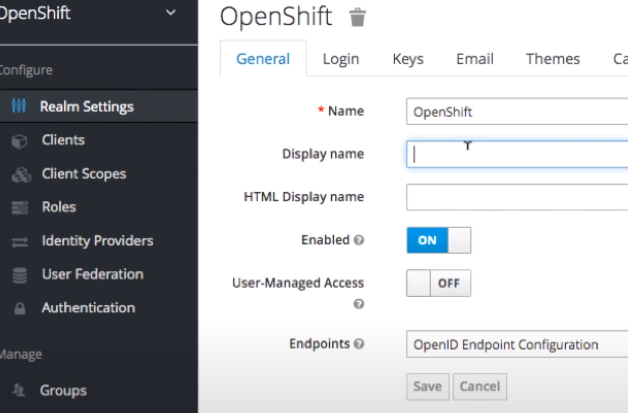 OpenShift
Configure
Realm Settings
Clients
Client Scopes
Roles
Identity Providers
User Federation
Authentication
Manage
Groups
OpenShift
General Login Keys Email Themes Ca
* Name OpenShift
Display name
HTML Display name
Enabled ON
User-Managed Access OFF
Endpoints OpenID Endpoint Configuration
Save Cancel